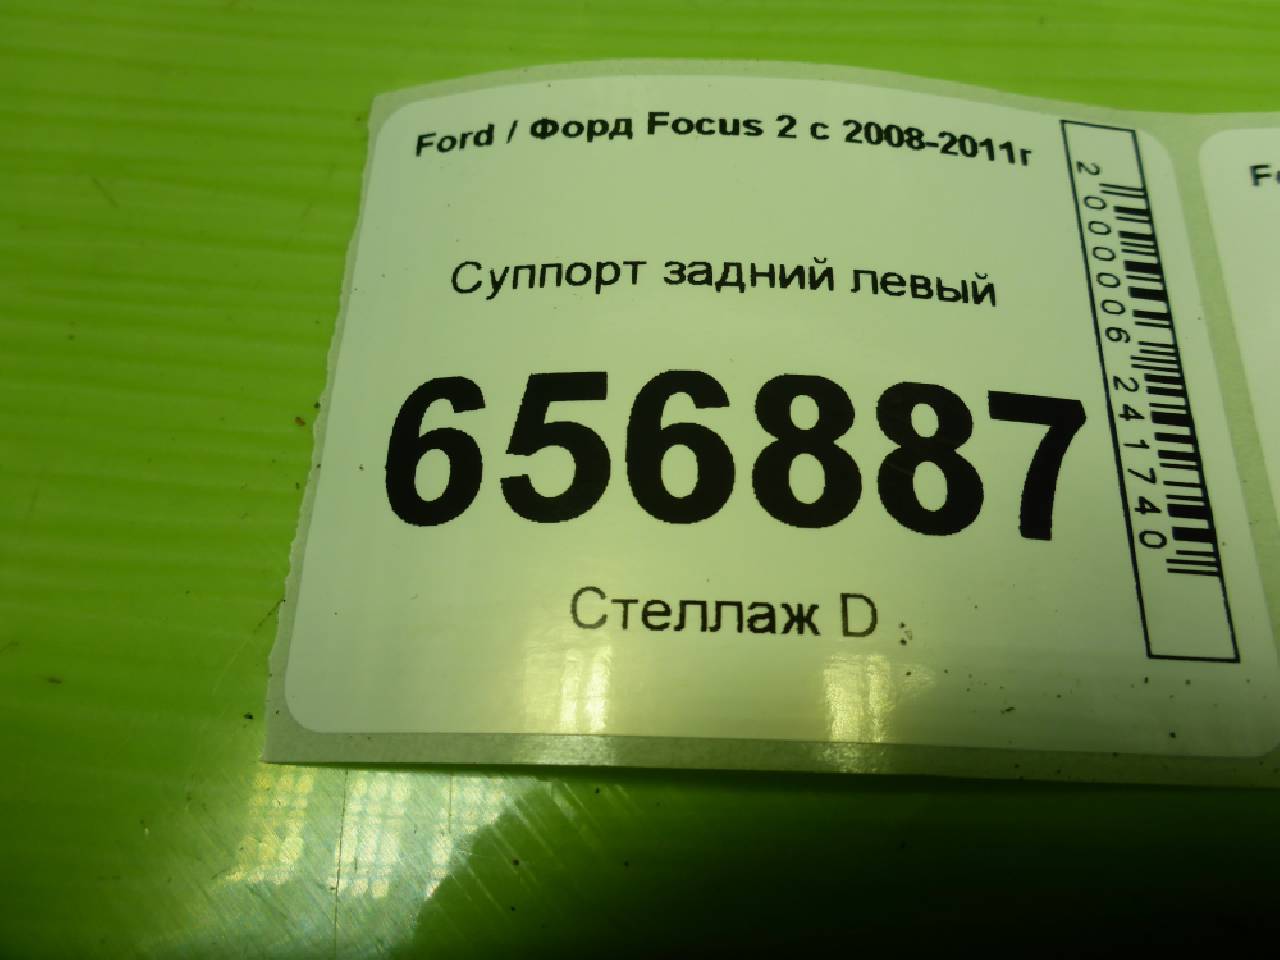 Ford / Форд Focus 2 с 2008-2011г
Суппорт задний левый
656887
Стеллаж D
2000006241740